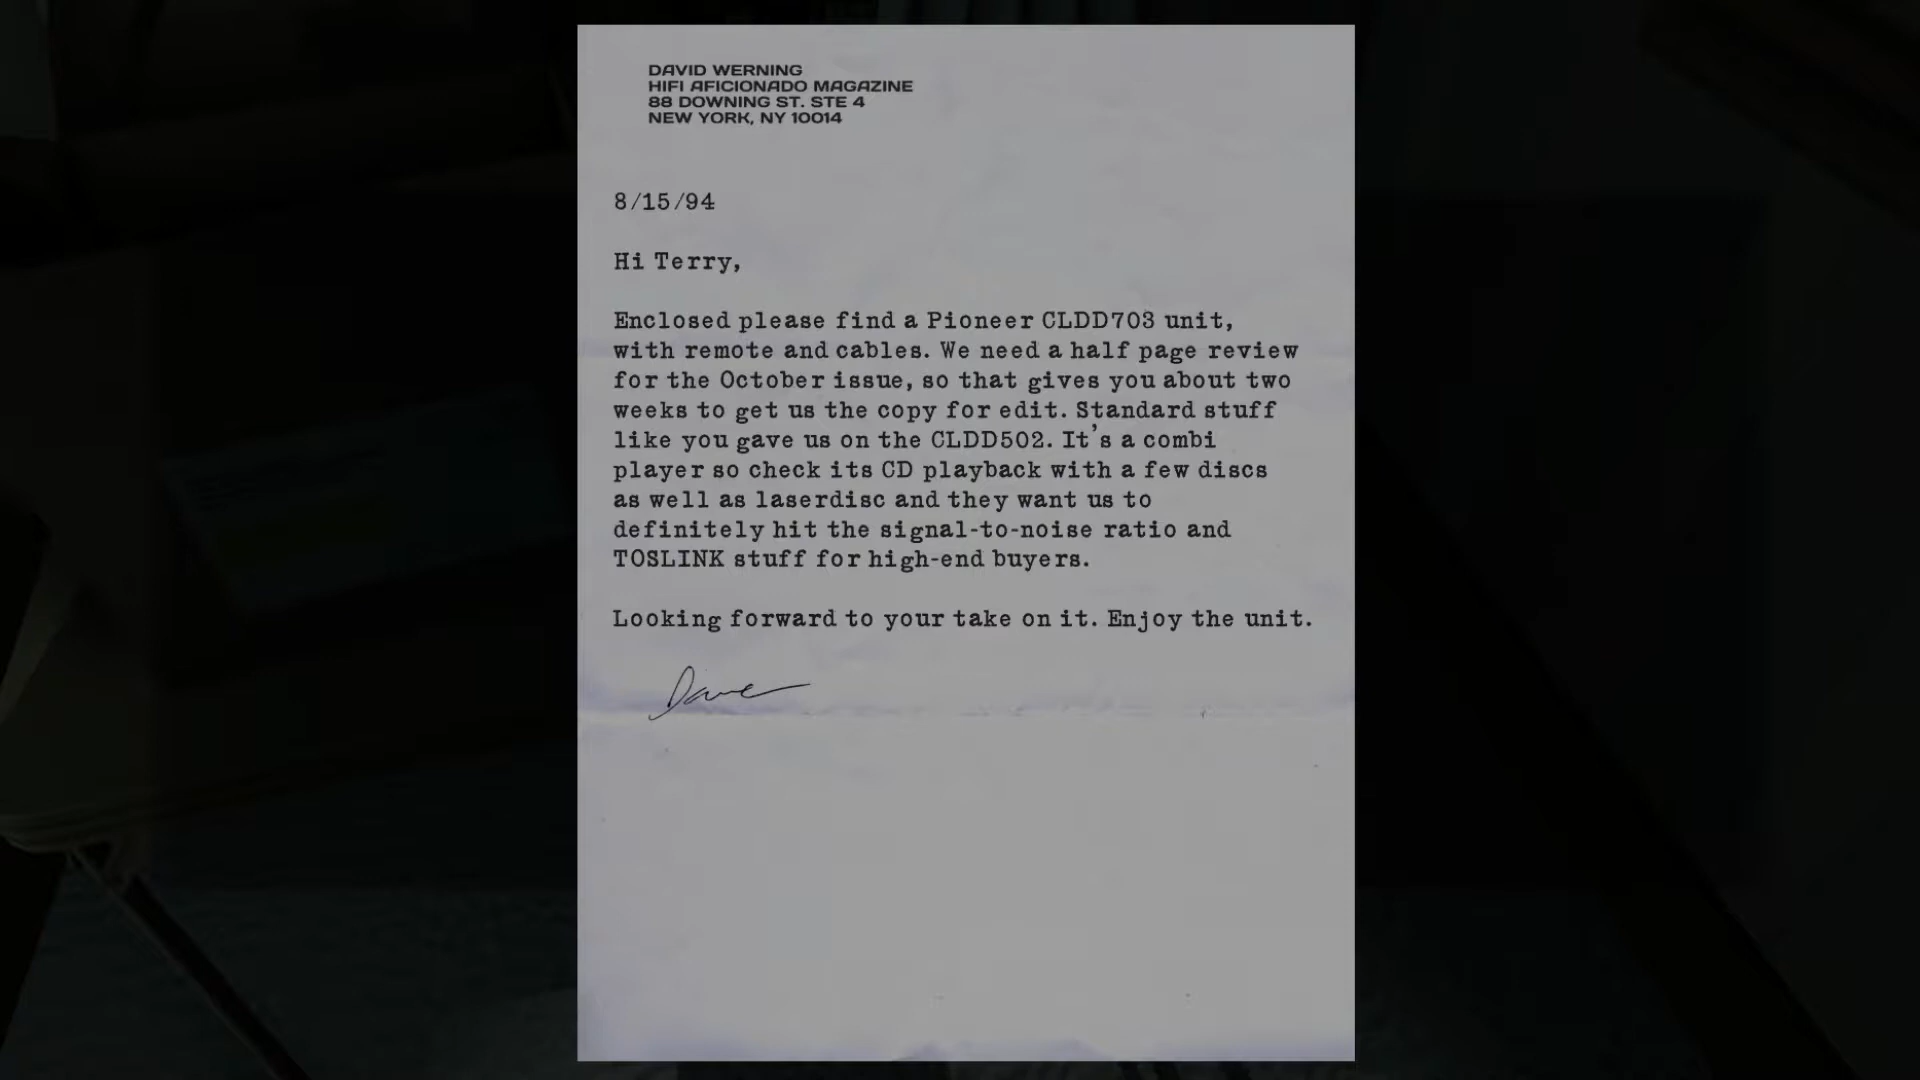 DAVID WERNING
HIFI AFICIONADO MAGAZINE
88 DOWNING ST. STE 4
NEW YORK, NY 10014
8/15/94
Hi Terry,
Enclosed please find a Pioneer CLDD703 unit,
with remote and cables. We need a half page review
for the October issue, so that gives you about two
weeks to get us the copy for edit. Standard stuff
like you gave us on the CLDD502. It's a combi
player so check its CD playback with a few discs
as well as laserdisc and they want us to
definitely hit the signal-to-noise ratio and
TOSLINK stuff for high-end buyers.
Looking forward to your take on it. Enjoy the unit.
Dave